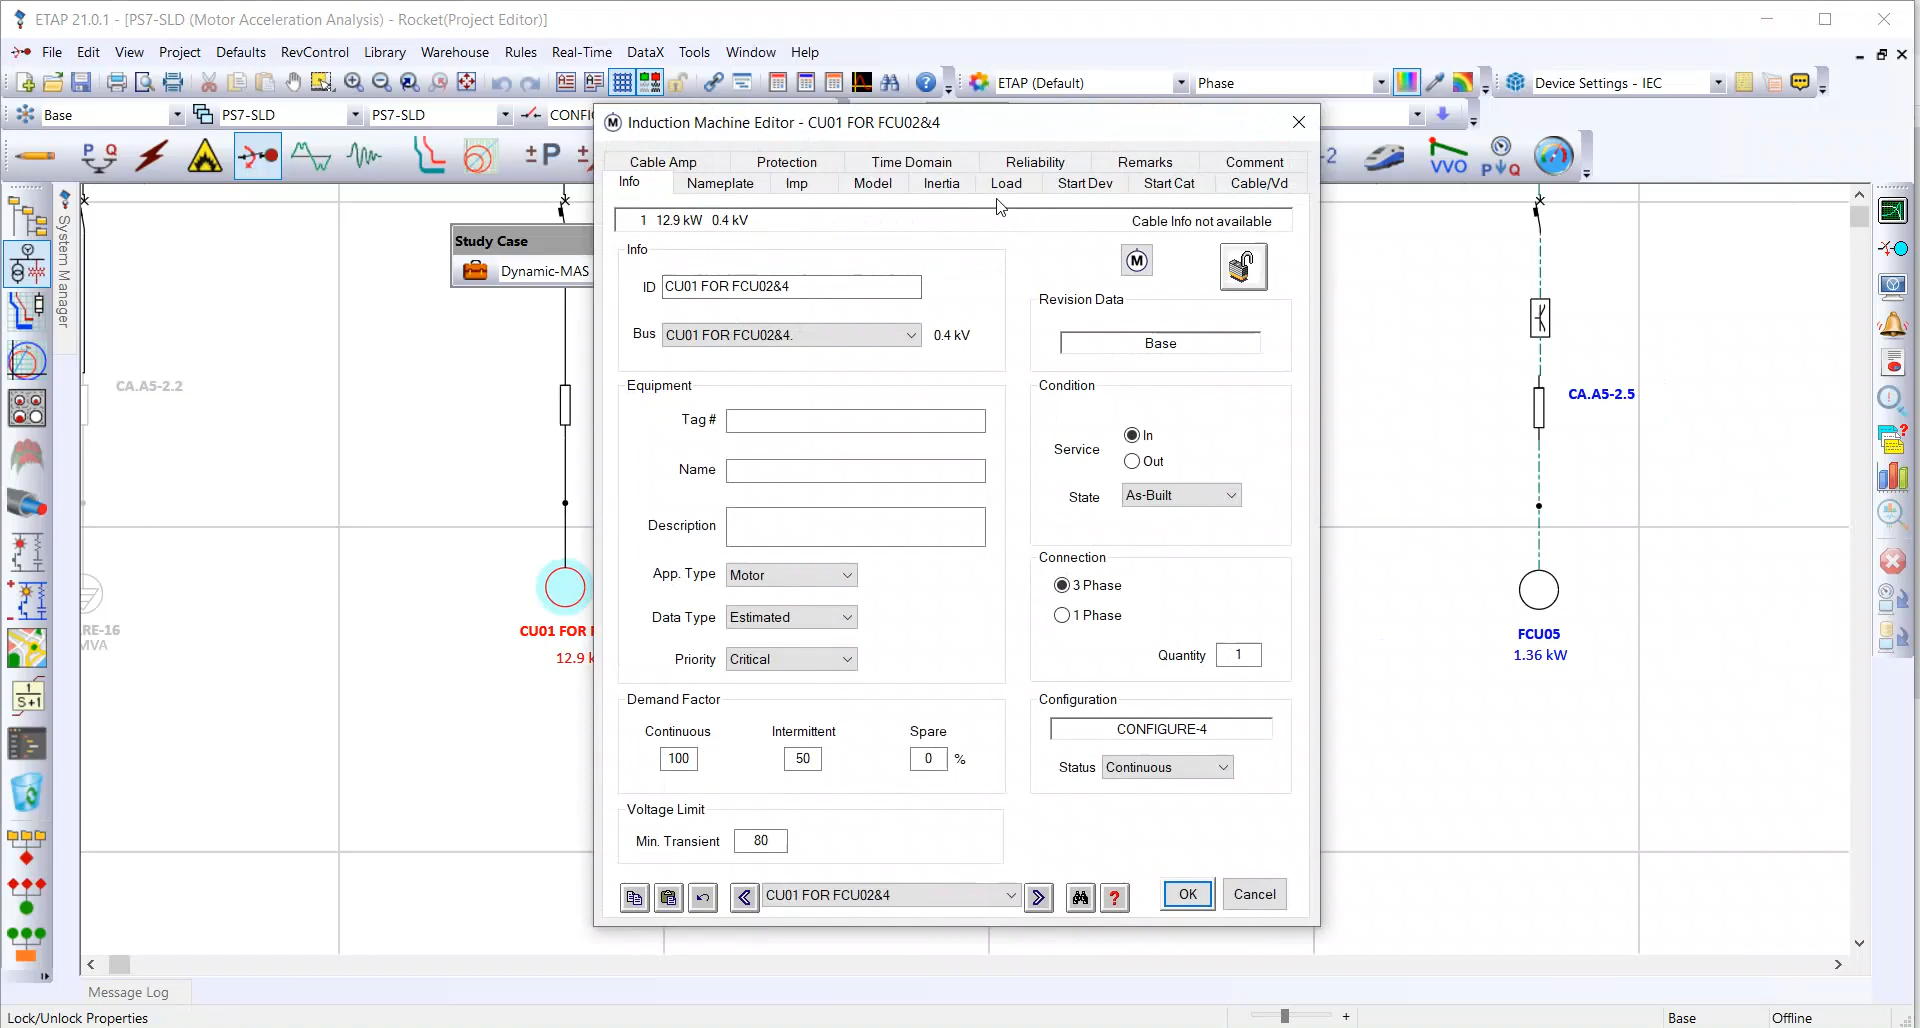 ETAP 21.0.1 - [PS7-SLD (Motor Acceleration Analysis) - Rocket(Project Editor)]
File Edit View Project Defaults RevControl Library Warehouse Rules Real-Time DataX Tools Window Help
ETAP (Default) Phase Device Settings - IEC
Base PS7-SLD PS7-SLD CONFI
P Q ± P ± -2 VVO P Q
Induction Machine Editor - CU01 FOR FCU02&4
Cable Amp Protection Time Domain Reliability Remarks Comment
Info Nameplate Imp Model Inertia Load Start Dev Start Cat Cable/Vd
1 12.9 kW 0.4 kV Cable Info not available
System Manager
Study Case
Dynamic-MAS
Info
ID CU01 FOR FCU02&4
Bus CU01 FOR FCU02&4. 0.4 kV
M
Revision Data
Base
Equipment
Tag #
Name
Description
App. Type Motor
Data Type Estimated
Priority Critical
Condition
Service In
Out
State As-Built
Connection
3 Phase
1 Phase
Quantity 1
Demand Factor
Continuous Intermittent Spare
100 50 0 %
Configuration
CONFIGURE-4
Status Continuous
Voltage Limit
Min. Transient 80
CU01 FOR FCU02&4
OK Cancel
CA.A5-2.2
RE-16
MVA
CU01 FOR
12.9 k
CA.A5-2.5
FCU05
1.36 kW
1
S+1
Message Log
Lock/Unlock Properties
Base Offline